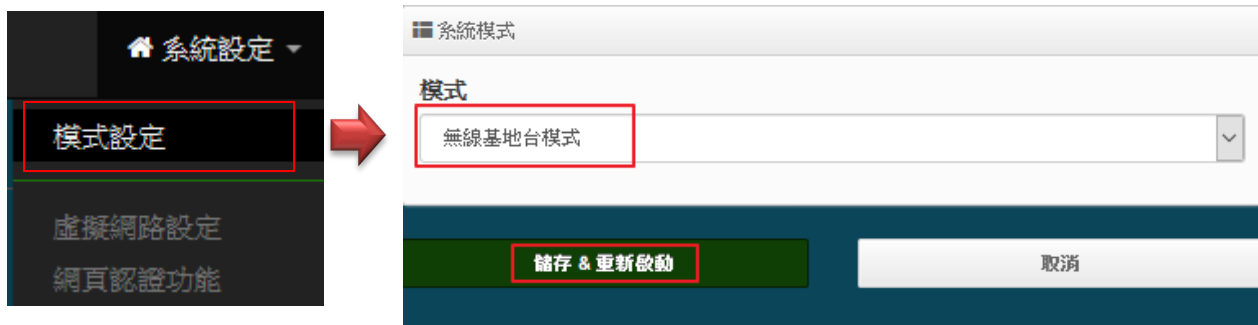 系統設定
模式設定
虛擬網路設定
網頁認證功能
系統模式
模式
無線基地台模式
儲存 & 重新啟動
取消